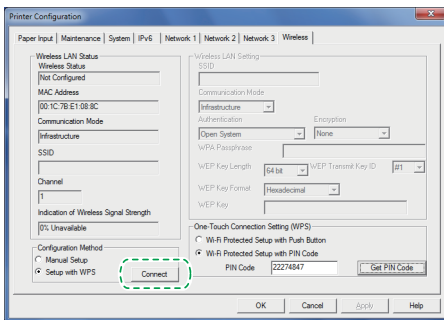 Printer Configuration
Paper Input Maintenance System IPv6 Network 1 Network 2 Network 3 Wireless
Wireless LAN Status
Wireless Status
Not Configured
MAC Address
00:1C:7B:E1:08:8C
Communication Mode
Infrastructure
SSID
Channel
1
Indication of Wireless Signal Strength
0% Unavailable
Configuration Method
Manual Setup
Setup with WPS
Connect
Wireless LAN Setting
SSID
Communication Mode
Infrastructure
Authentication Encryption
Open System None
WPA Passphrase
WEP Key Length 64 bit WEP Transmit Key ID #1
WEP Key Format Hexadecimal
WEP Key
One-Touch Connection Setting (WPS)
Wi-Fi Protected Setup with Push Button
Wi-Fi Protected Setup with PIN Code
PIN Code 22274847 Get PIN Code
OK Cancel Apply Help